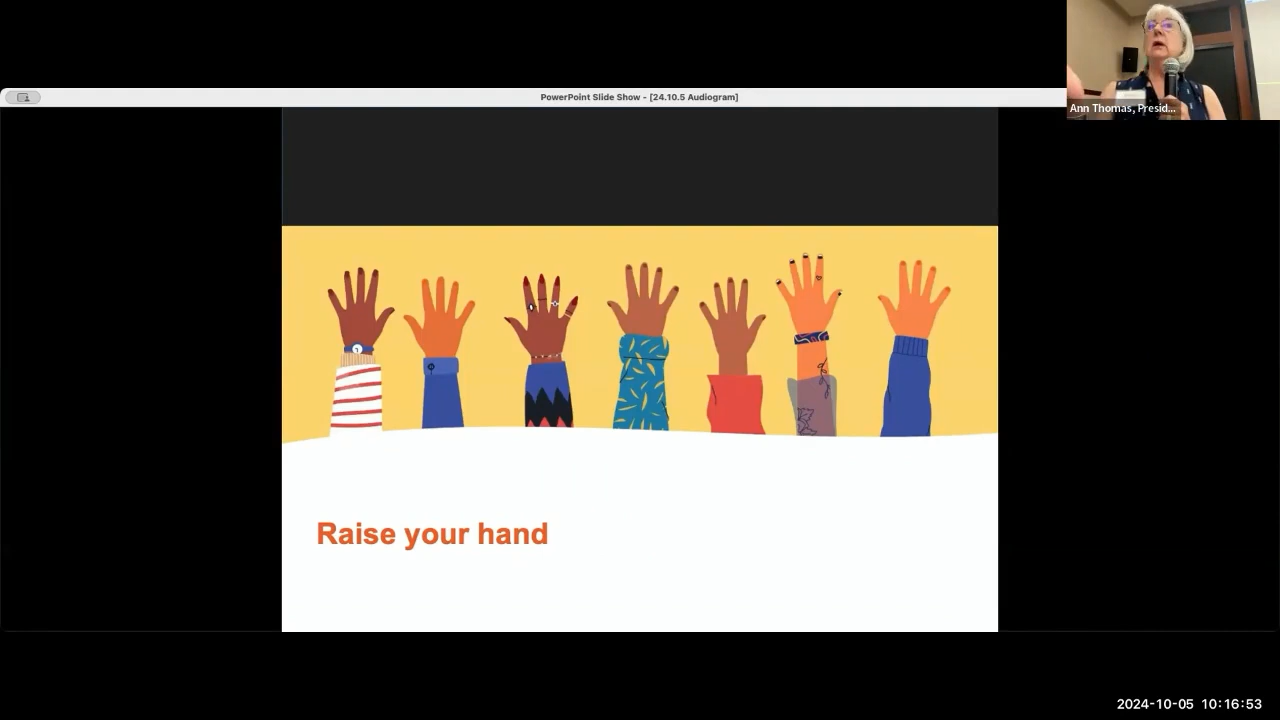 PowerPoint Slide Show - [24.10.5 Audiogram]
Ann Thomas, Presid...
Raise your hand
2024-10-05 10:16:53